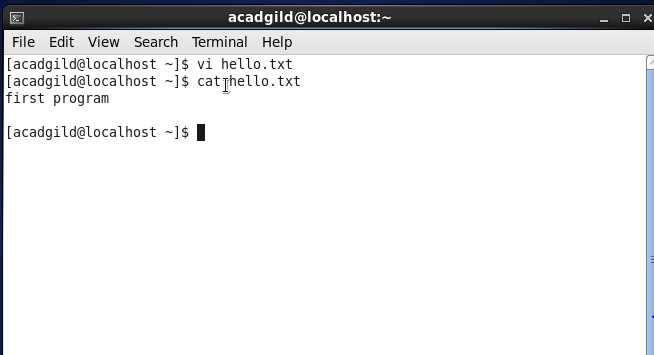 acadgild@localhost:~
File Edit View Search Terminal Help
[acadgild@localhost ~]$ vi hello.txt
[acadgild@localhost ~]$ cat hello.txt
first program
[acadgild@localhost ~]$